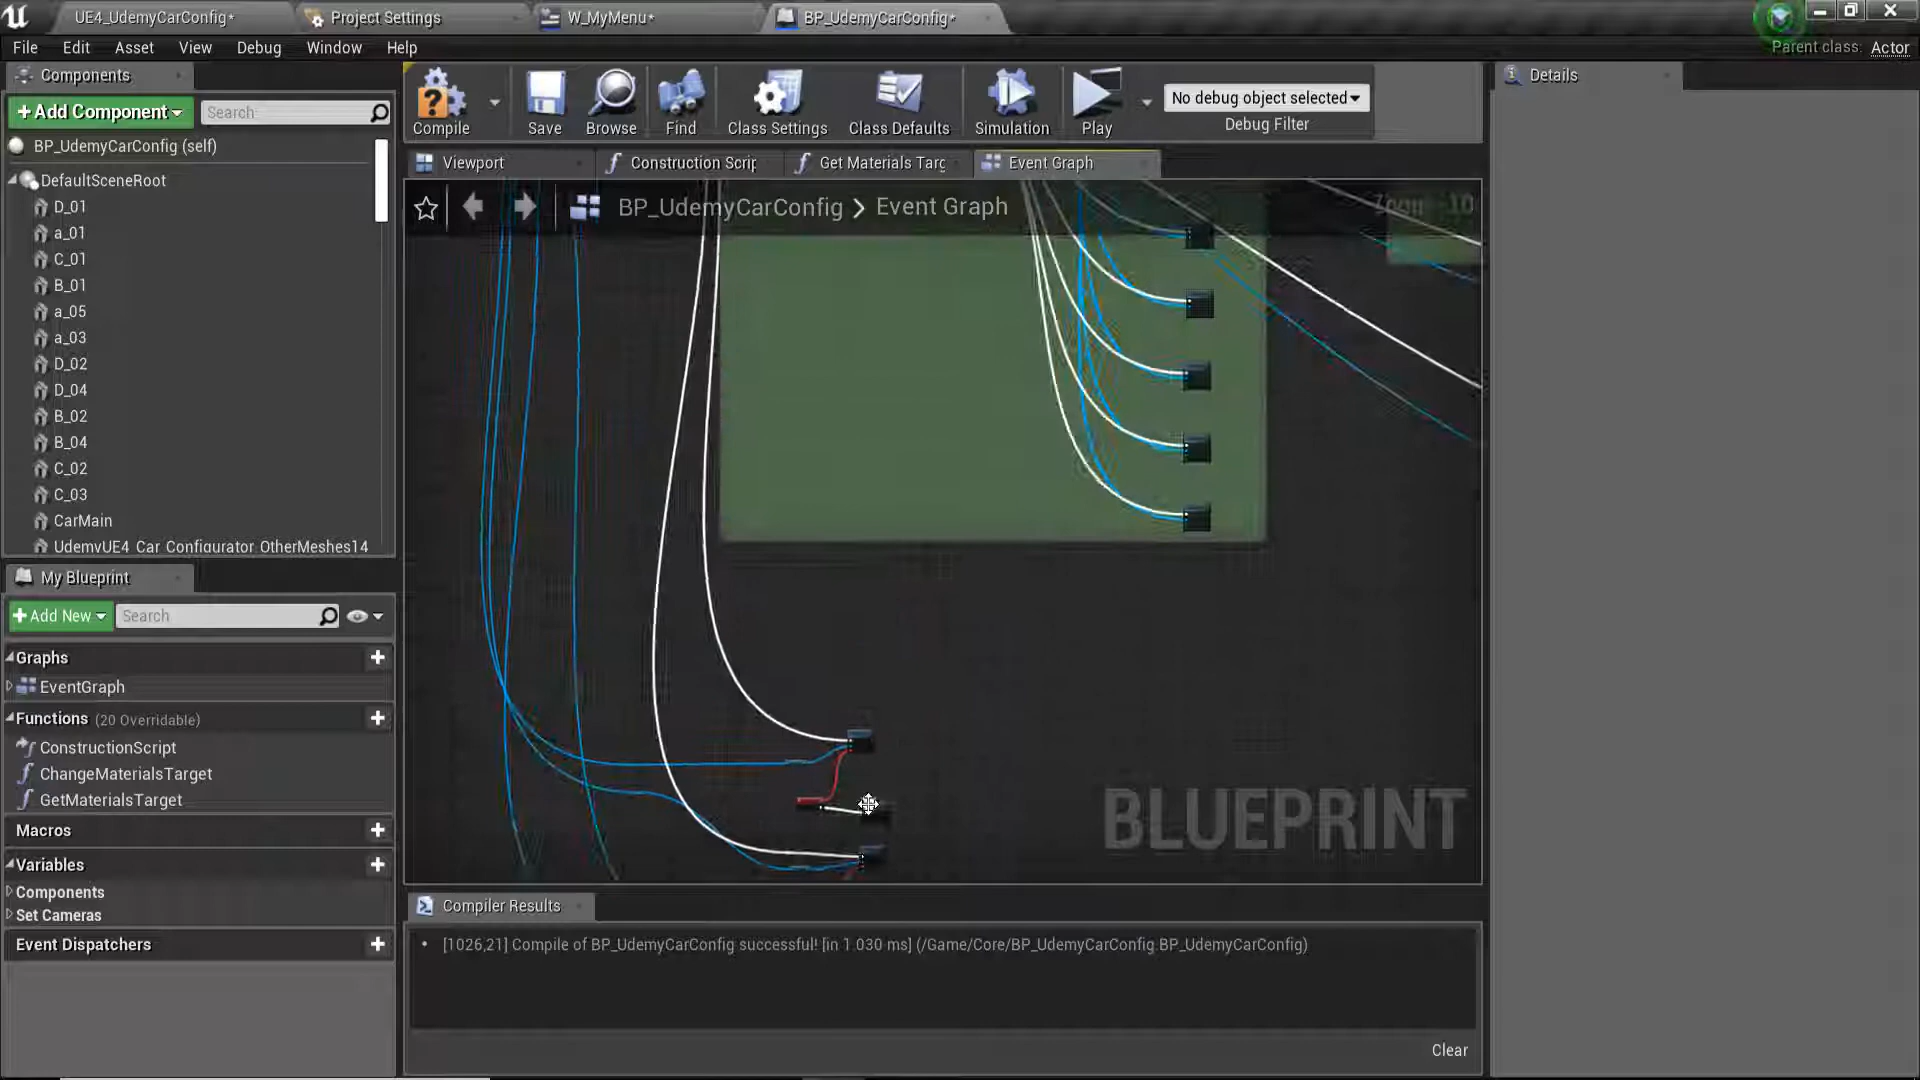 UE4_UdemyCarConfig*
Project Settings
W_MyMenu*
BP_UdemyCarConfig*
File
Edit
Asset
View
Debug
Window
Help
Parent class:
Actor
Components
Details
+ Add Component
Search
Compile
Save
Browse
Find
Class Settings
Class Defaults
Simulation
Play
No debug object selected
Debug Filter
BP_UdemyCarConfig (self)
DefaultSceneRoot
D_01
a_01
C_01
B_01
a_05
a_03
D_02
D_04
B_02
B_04
C_02
C_03
CarMain
UdemyUE4_Car_Configurator_OtherMeshes14
Viewport
Construction Scrip
Get Materials Targ
Event Graph
BP_UdemyCarConfig > Event Graph
Zoom -10
BLUEPRINT
My Blueprint
+ Add New
Search
Graphs
EventGraph
Functions (20 Overridable)
ConstructionScript
ChangeMaterialsTarget
GetMaterialsTarget
Macros
Variables
Components
Set Cameras
Event Dispatchers
Compiler Results
• [1026,21] Compile of BP_UdemyCarConfig successful! [in 1 030 ms] (/Game/Core/BP_UdemyCarConfig.BP_UdemyCarConfig)
Clear